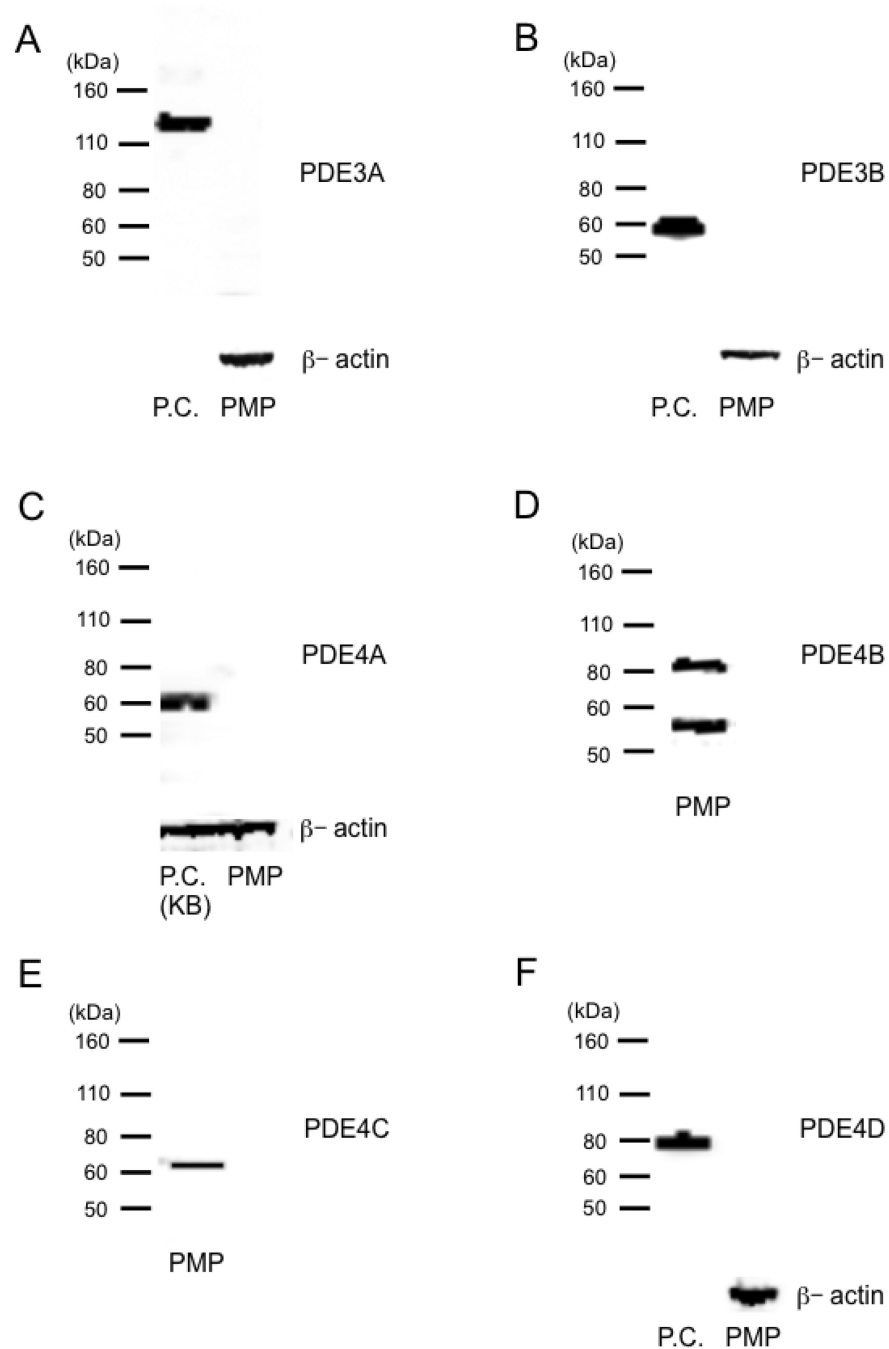 A
(kDa)
160
110
80
60
50
PDE3A
β– actin
P.C. PMP
B
(kDa)
160
110
80
60
50
PDE3B
β– actin
P.C. PMP
C
(kDa)
160
110
80
60
50
PDE4A
β– actin
P.C. PMP
(KB)
D
(kDa)
160
110
80
60
50
PDE4B
PMP
E
(kDa)
160
110
80
60
50
PDE4C
PMP
F
(kDa)
160
110
80
60
50
PDE4D
β– actin
P.C. PMP